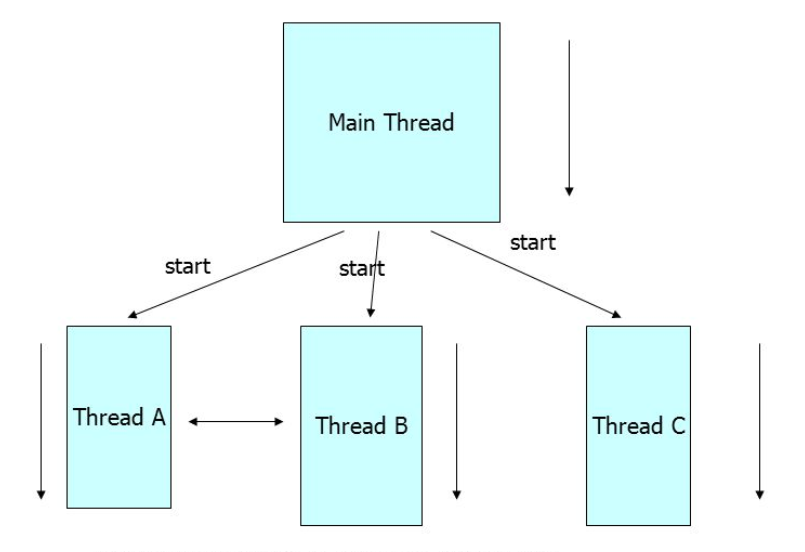 Main Thread
start
start
start
Thread A
Thread B
Thread C